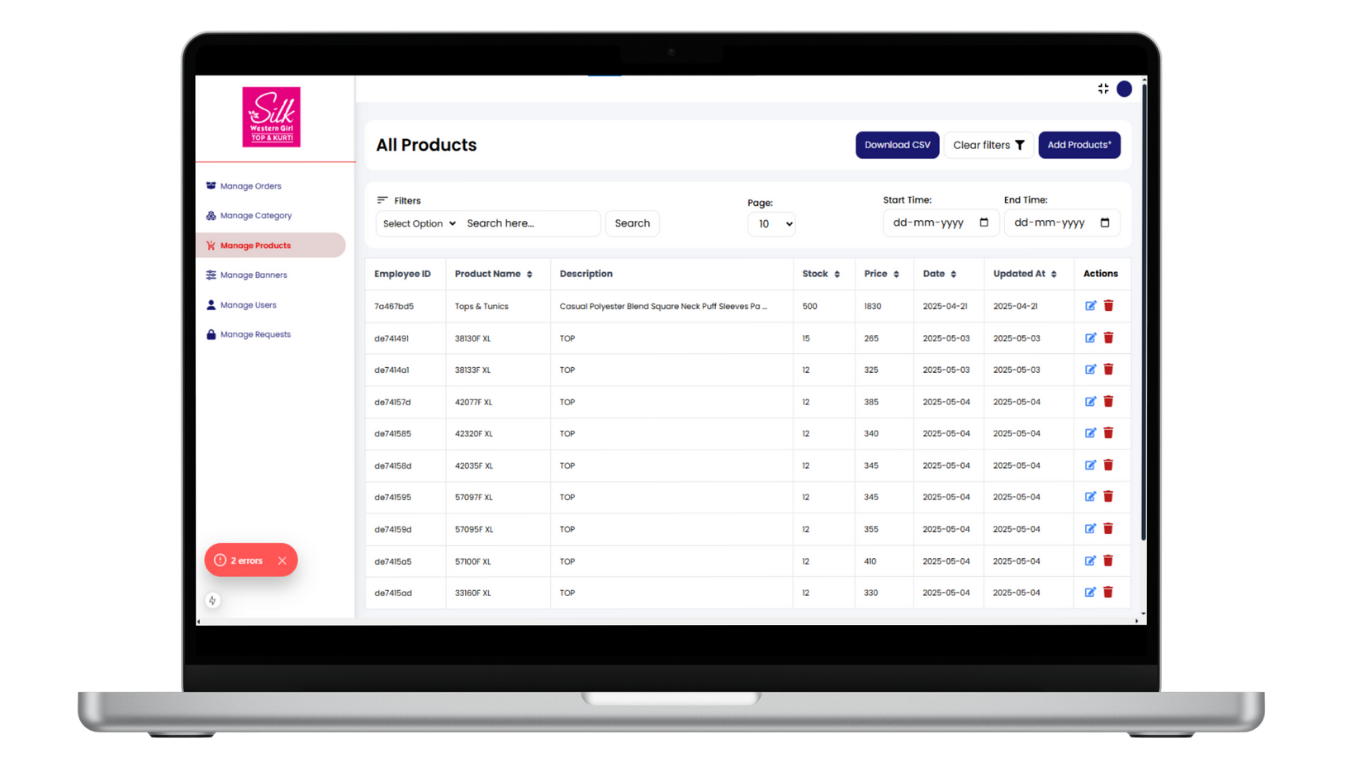 Silk
Western Girl
TOP & KURTI
All Products
Download CSV
Clear filters
Add Products+
Manage Orders
Manage Category
Manage Products
Manage Banners
Manage Users
Manage Requests
Filters
Page:
Start Time:
End Time:
Select Option
Search here...
Search
10
dd-mm-yyyy
dd-mm-yyyy
Employee ID Product Name Description Stock Price Date Updated At Actions
7a467bd5 Tops & Tunics Casual Polyester Blend Square Neck Puff Sleeves Pa ... 500 1830 2025-04-21 2025-04-21
de741491 38130F XL TOP 15 265 2025-05-03 2025-05-03
de7414a1 38133F XL TOP 12 325 2025-05-03 2025-05-03
de74157d 42077F XL TOP 12 385 2025-05-04 2025-05-04
de741585 42320F XL TOP 12 340 2025-05-04 2025-05-04
de74158d 42035F XL TOP 12 345 2025-05-04 2025-05-04
de741595 57097F XL TOP 12 345 2025-05-04 2025-05-04
de74159d 57095F XL TOP 12 355 2025-05-04 2025-05-04
de7415a5 57100F XL TOP 12 410 2025-05-04 2025-05-04
de7415ad 33160F XL TOP 12 330 2025-05-04 2025-05-04
2 errors